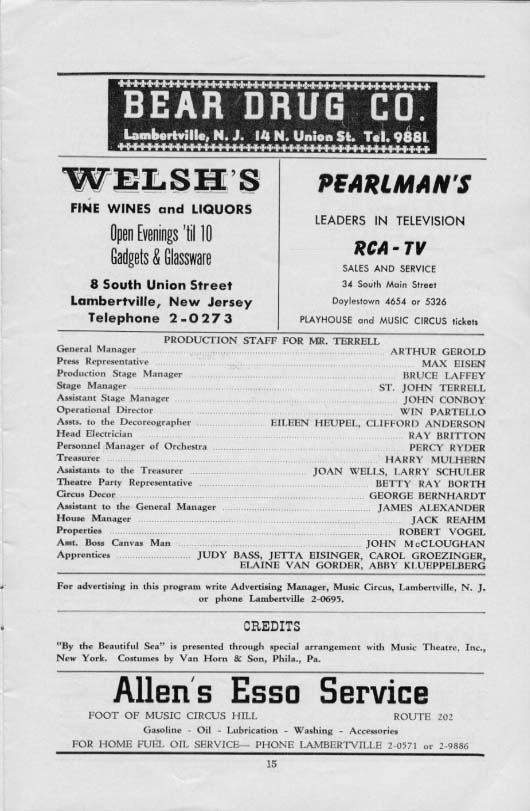 BEAR DRUG CO.
Lambertville, N. J. 14 N. Union St. Tel. 9881.
WELSH'S
FINE WINES and LIQUORS
Open Evenings 'til 10
Gadgets & Glassware
8 South Union Street
Lambertville, New Jersey
Telephone 2-0273
PEARLMAN'S
LEADERS IN TELEVISION
RCA - TV
SALES AND SERVICE
34 South Main Street
Doylestown 4654 or 5326
PLAYHOUSE and MUSIC CIRCUS tickets
PRODUCTION STAFF FOR MR. TERRELL
General Manager ARTHUR GEROLD
Press Representative MAX EISEN
Production Stage Manager BRUCE LAFFEY
Stage Manager ST. JOHN TERRELL
Assistant Stage Manager JOHN CONBOY
Operational Director WIN PARTELLO
Assts. to the Decoreographer EILEEN HEUPEL, CLIFFORD ANDERSON
Head Electrician RAY BRITTON
Personnel Manager of Orchestra PERCY RYDER
Treasurer HARRY MULHERN
Assistants to the Treasurer JOAN WELLS, LARRY SCHULER
Theatre Party Representative BETTY RAY BORTH
Circus Decor GEORGE BERNHARDT
Assistant to the General Manager JAMES ALEXANDER
House Manager JACK REAHM
Properties ROBERT VOGEL
Asst. Boss Canvas Man JOHN McCLOUGHAN
Apprentices JUDY BASS, JETTA EISINGER, CAROL GROEZINGER,
ELAINE VAN GORDER, ABBY KLUEPPELBERG
For advertising in this program write Advertising Manager, Music Circus, Lambertville, N. J.
or phone Lambertville 2-0695.
CREDITS
"By the Beautiful Sea" is presented through special arrangement with Music Theatre, Inc.,
New York. Costumes by Van Horn & Son, Phila., Pa.
Allen's Esso Service
FOOT OF MUSIC CIRCUS HILL ROUTE 202
Gasoline - Oil - Lubrication - Washing - Accessories
FOR HOME FUEL OIL SERVICE— PHONE LAMBERTVILLE 2-0571 or 2-9886
15